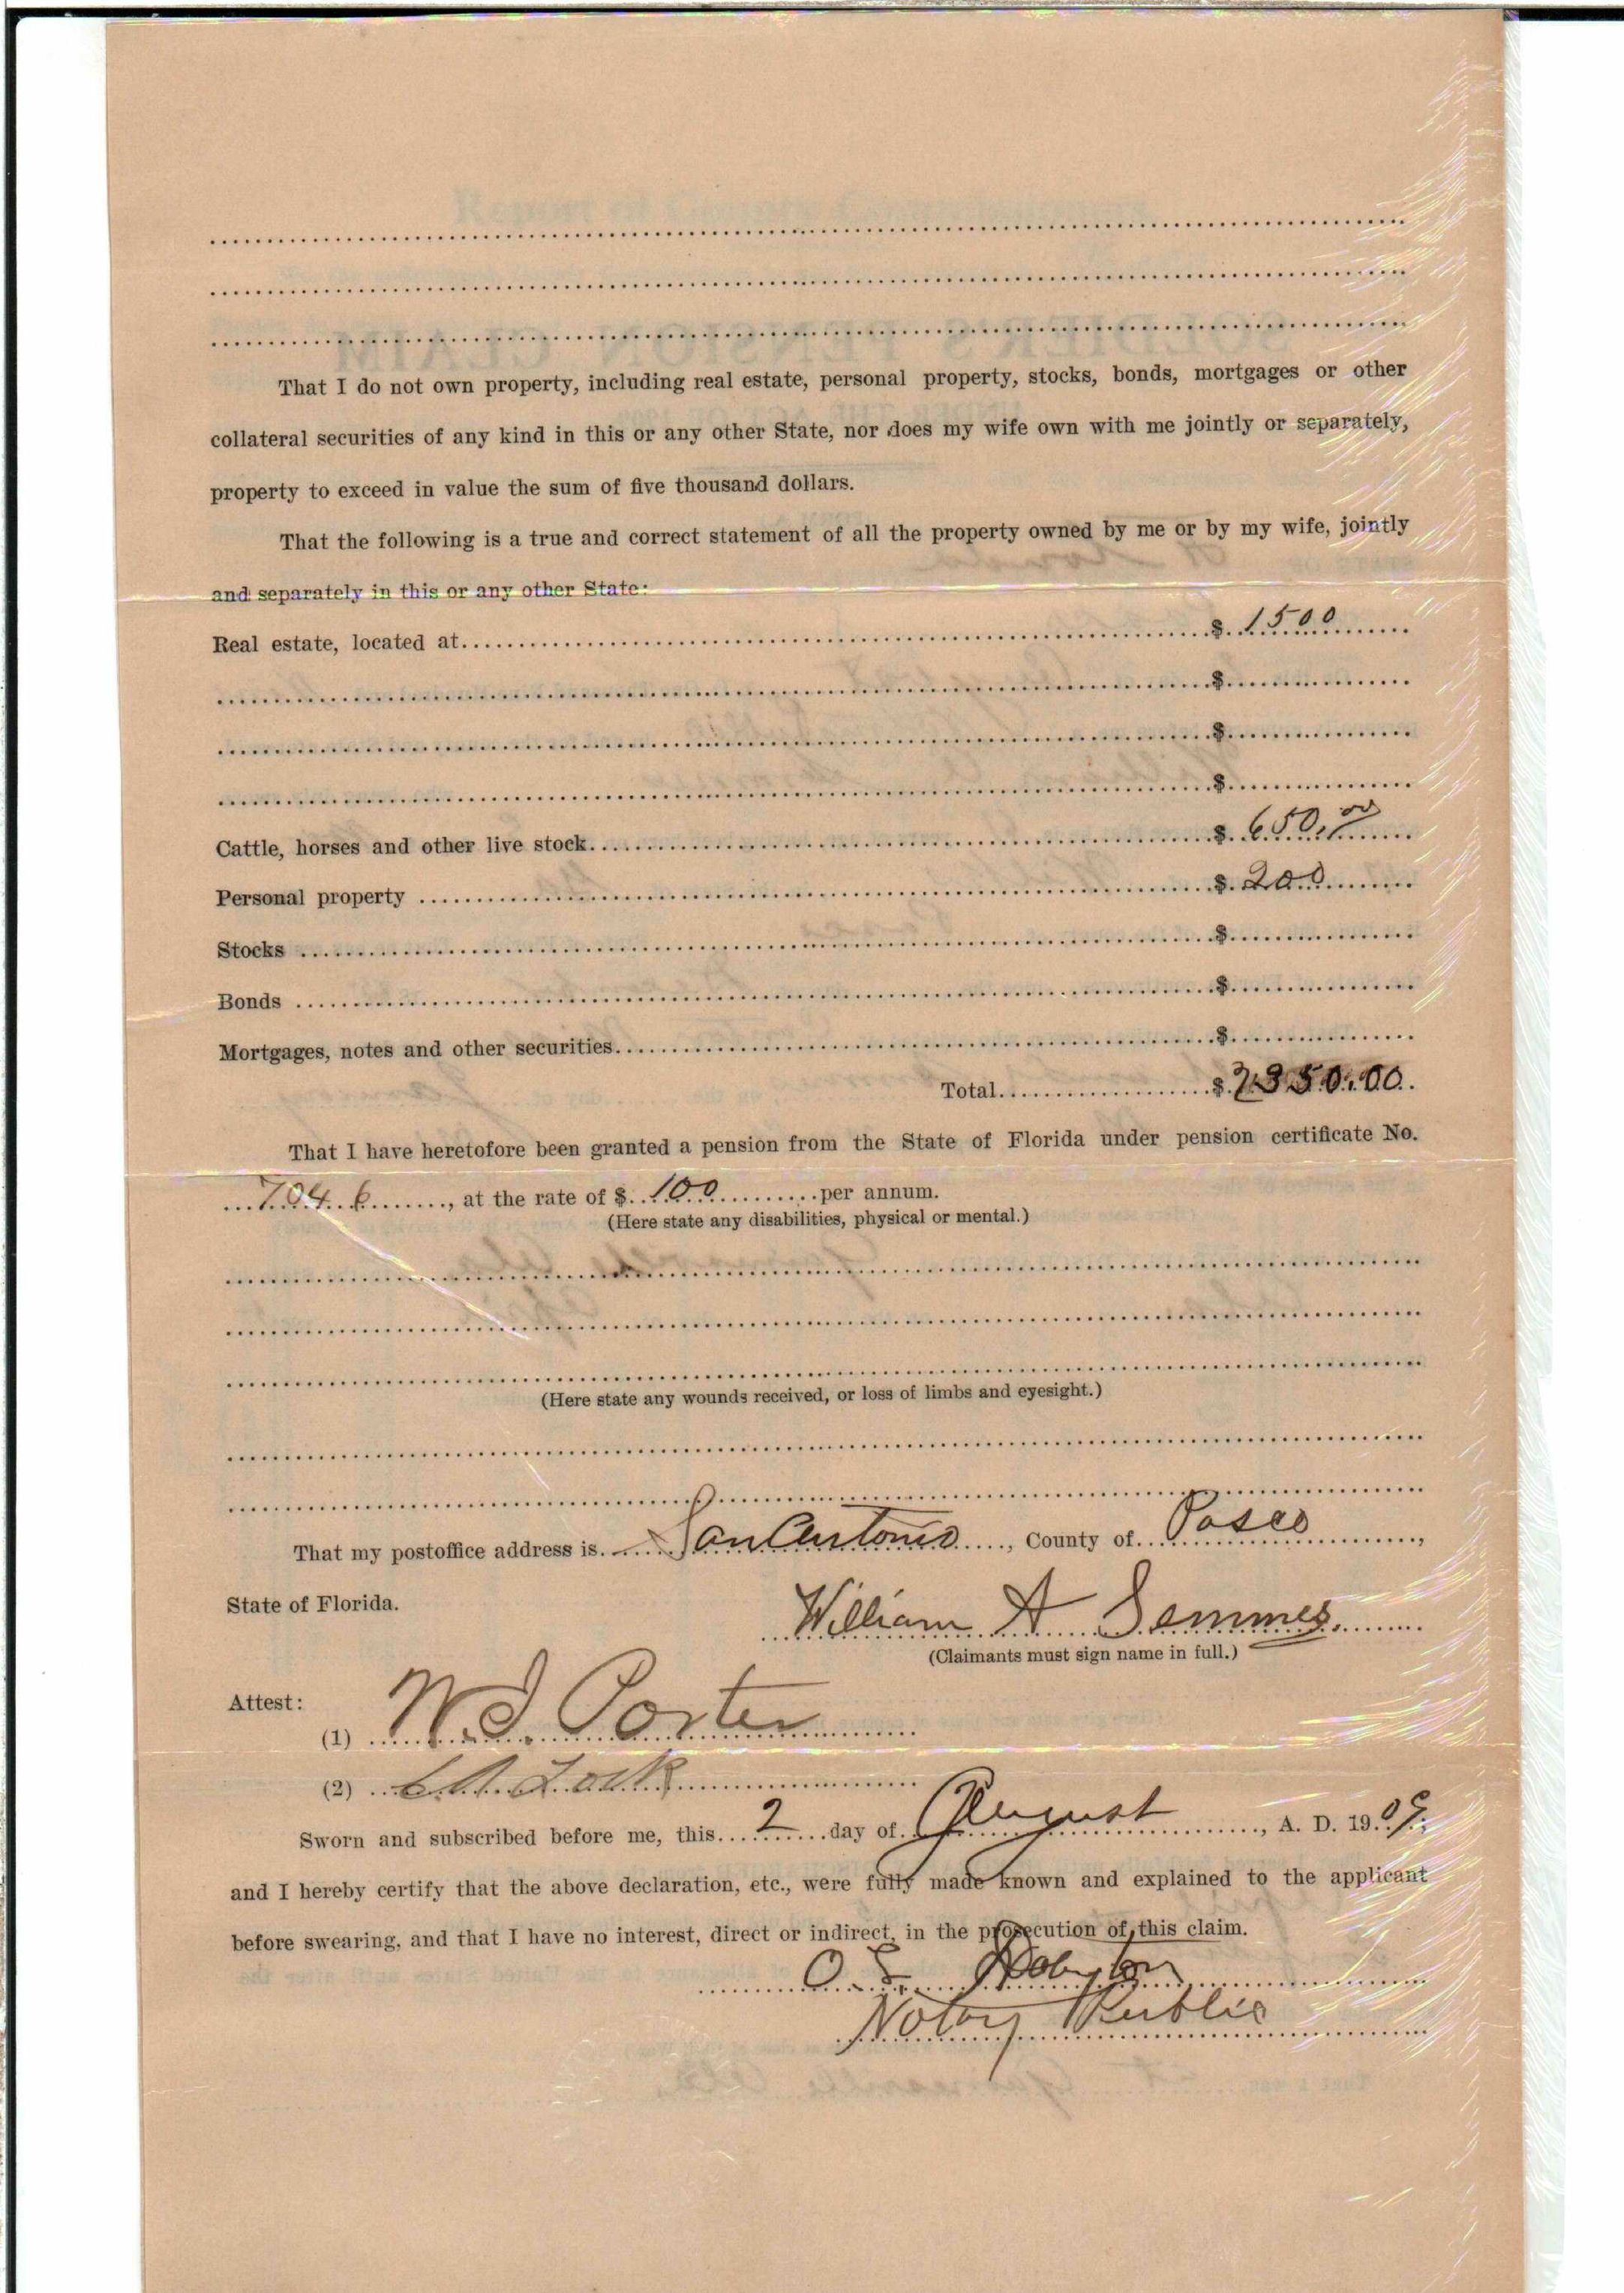 That I do not own property, including real estate, personal property, stocks, bonds, mortgages or other
collateral securities of any kind in this or any other State, nor does my wife own with me jointly or separately,
property to exceed in value the sum of five thousand dollars.
That the following is a true and correct statement of all the property owned by me or by my wife, jointly
and separately in this or any other State:
Real estate, located at $ 1500
$
$
$
Cattle, horses and other live stock $ 650.00
Personal property $ 200
Stocks $
Bonds $
Mortgages, notes and other securities $
Total $ 2350.00
That I have heretofore been granted a pension from the State of Florida under pension certificate No.
7046, at the rate of $ 100 per annum.
(Here state any disabilities, physical or mental.)
(Here state any wounds received, or loss of limbs and eyesight.)
That my postoffice address is San Antonio, County of Pasco,
State of Florida.
William A Semmes.
(Claimants must sign name in full.)
Attest:
(1) W. I. Porter
(2) Lock
Sworn and subscribed before me, this 2 day of August, A. D. 1909;
and I hereby certify that the above declaration, etc., were fully made known and explained to the applicant
before swearing, and that I have no interest, direct or indirect, in the prosecution of this claim.
O. L.
Notary Public